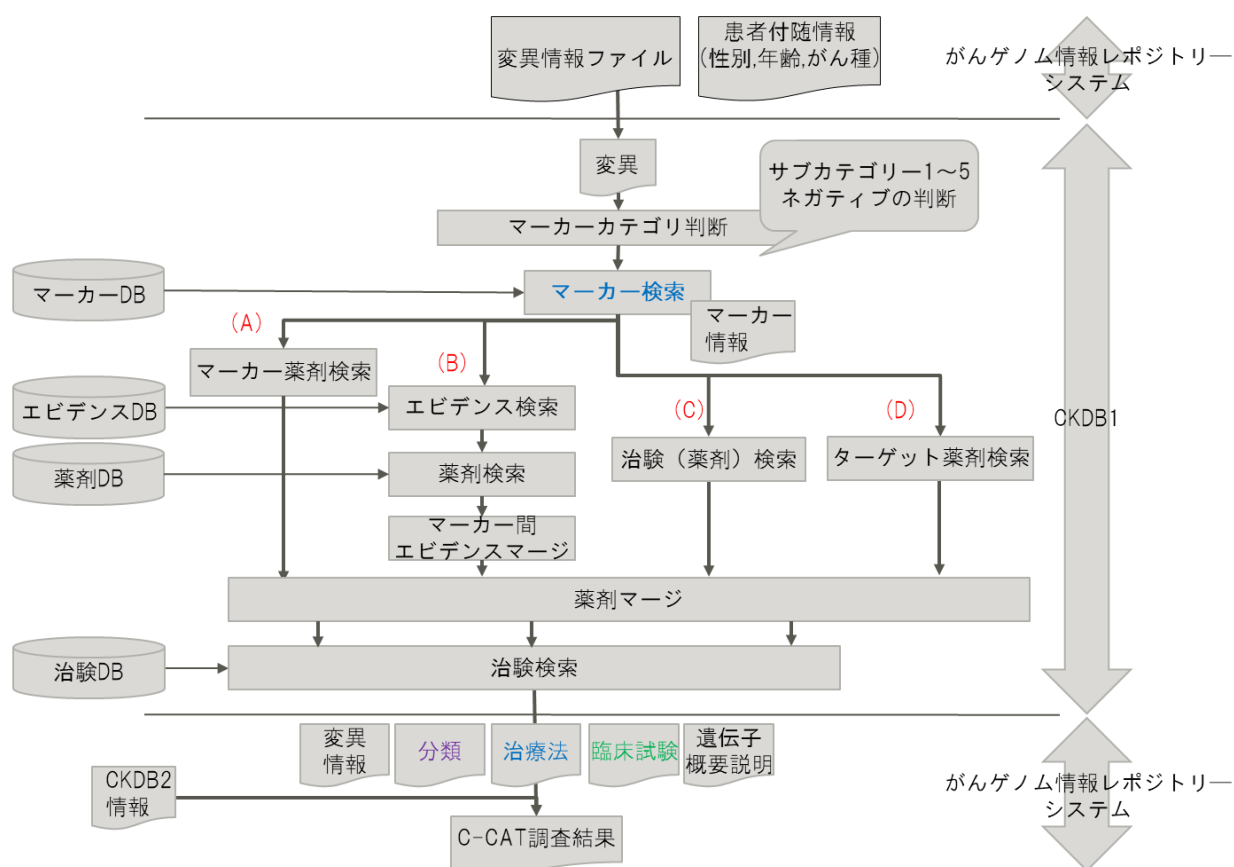 変異情報ファイル
患者付随情報
(性別,年齢,がん種)
がんゲノム情報レポジトリー
システム
変異
サブカテゴリー1～5
ネガティブの判断
マーカーカテゴリ判断
マーカーDB
マーカー検索
マーカー
情報
(A)
マーカー薬剤検索
(B)
エビデンスDB
エビデンス検索
(C)
(D)
CKDB1
薬剤DB
薬剤検索
治験（薬剤）検索
ターゲット薬剤検索
マーカー間
エビデンスマージ
薬剤マージ
治験DB
治験検索
変異
情報
分類
治療法
臨床試験
遺伝子
概要説明
CKDB2
情報
がんゲノム情報レポジトリー
システム
C-CAT調査結果